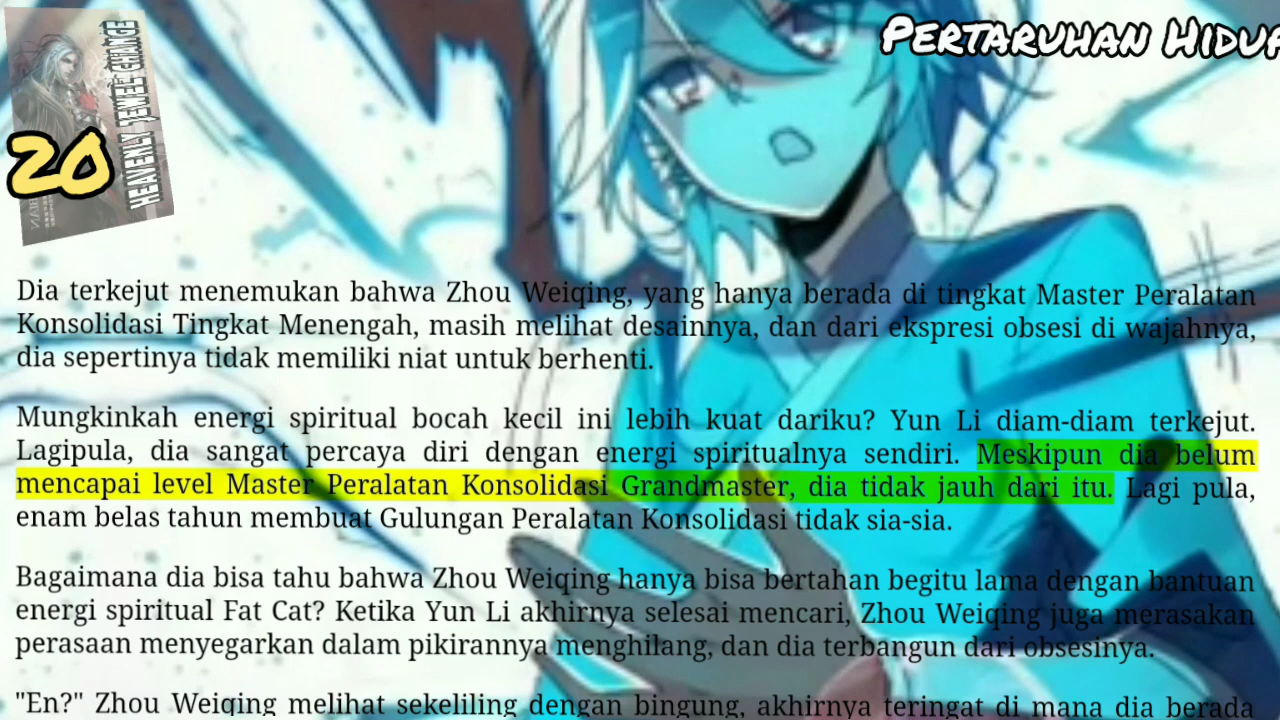 PERTARUHAN HIDUP
HEAVENLY JEWEL CHANGE
20
Dia terkejut menemukan bahwa Zhou Weiqing, yang hanya berada di tingkat Master Peralatan
Konsolidasi Tingkat Menengah, masih melihat desainnya, dan dari ekspresi obsesi di wajahnya,
dia sepertinya tidak memiliki niat untuk berhenti.
Mungkinkah energi spiritual bocah kecil ini lebih kuat dariku? Yun Li diam-diam terkejut.
Lagipula, dia sangat percaya diri dengan energi spiritualnya sendiri. Meskipun dia belum
mencapai level Master Peralatan Konsolidasi Grandmaster, dia tidak jauh dari itu. Lagi pula,
enam belas tahun membuat Gulungan Peralatan Konsolidasi tidak sia-sia.
Bagaimana dia bisa tahu bahwa Zhou Weiqing hanya bisa bertahan begitu lama dengan bantuan
energi spiritual Fat Cat? Ketika Yun Li akhirnya selesai mencari, Zhou Weiqing juga merasakan
perasaan menyegarkan dalam pikirannya menghilang, dan dia terbangun dari obsesinya.
"En?" Zhou Weiqing melihat sekeliling dengan bingung, akhirnya teringat di mana dia berada